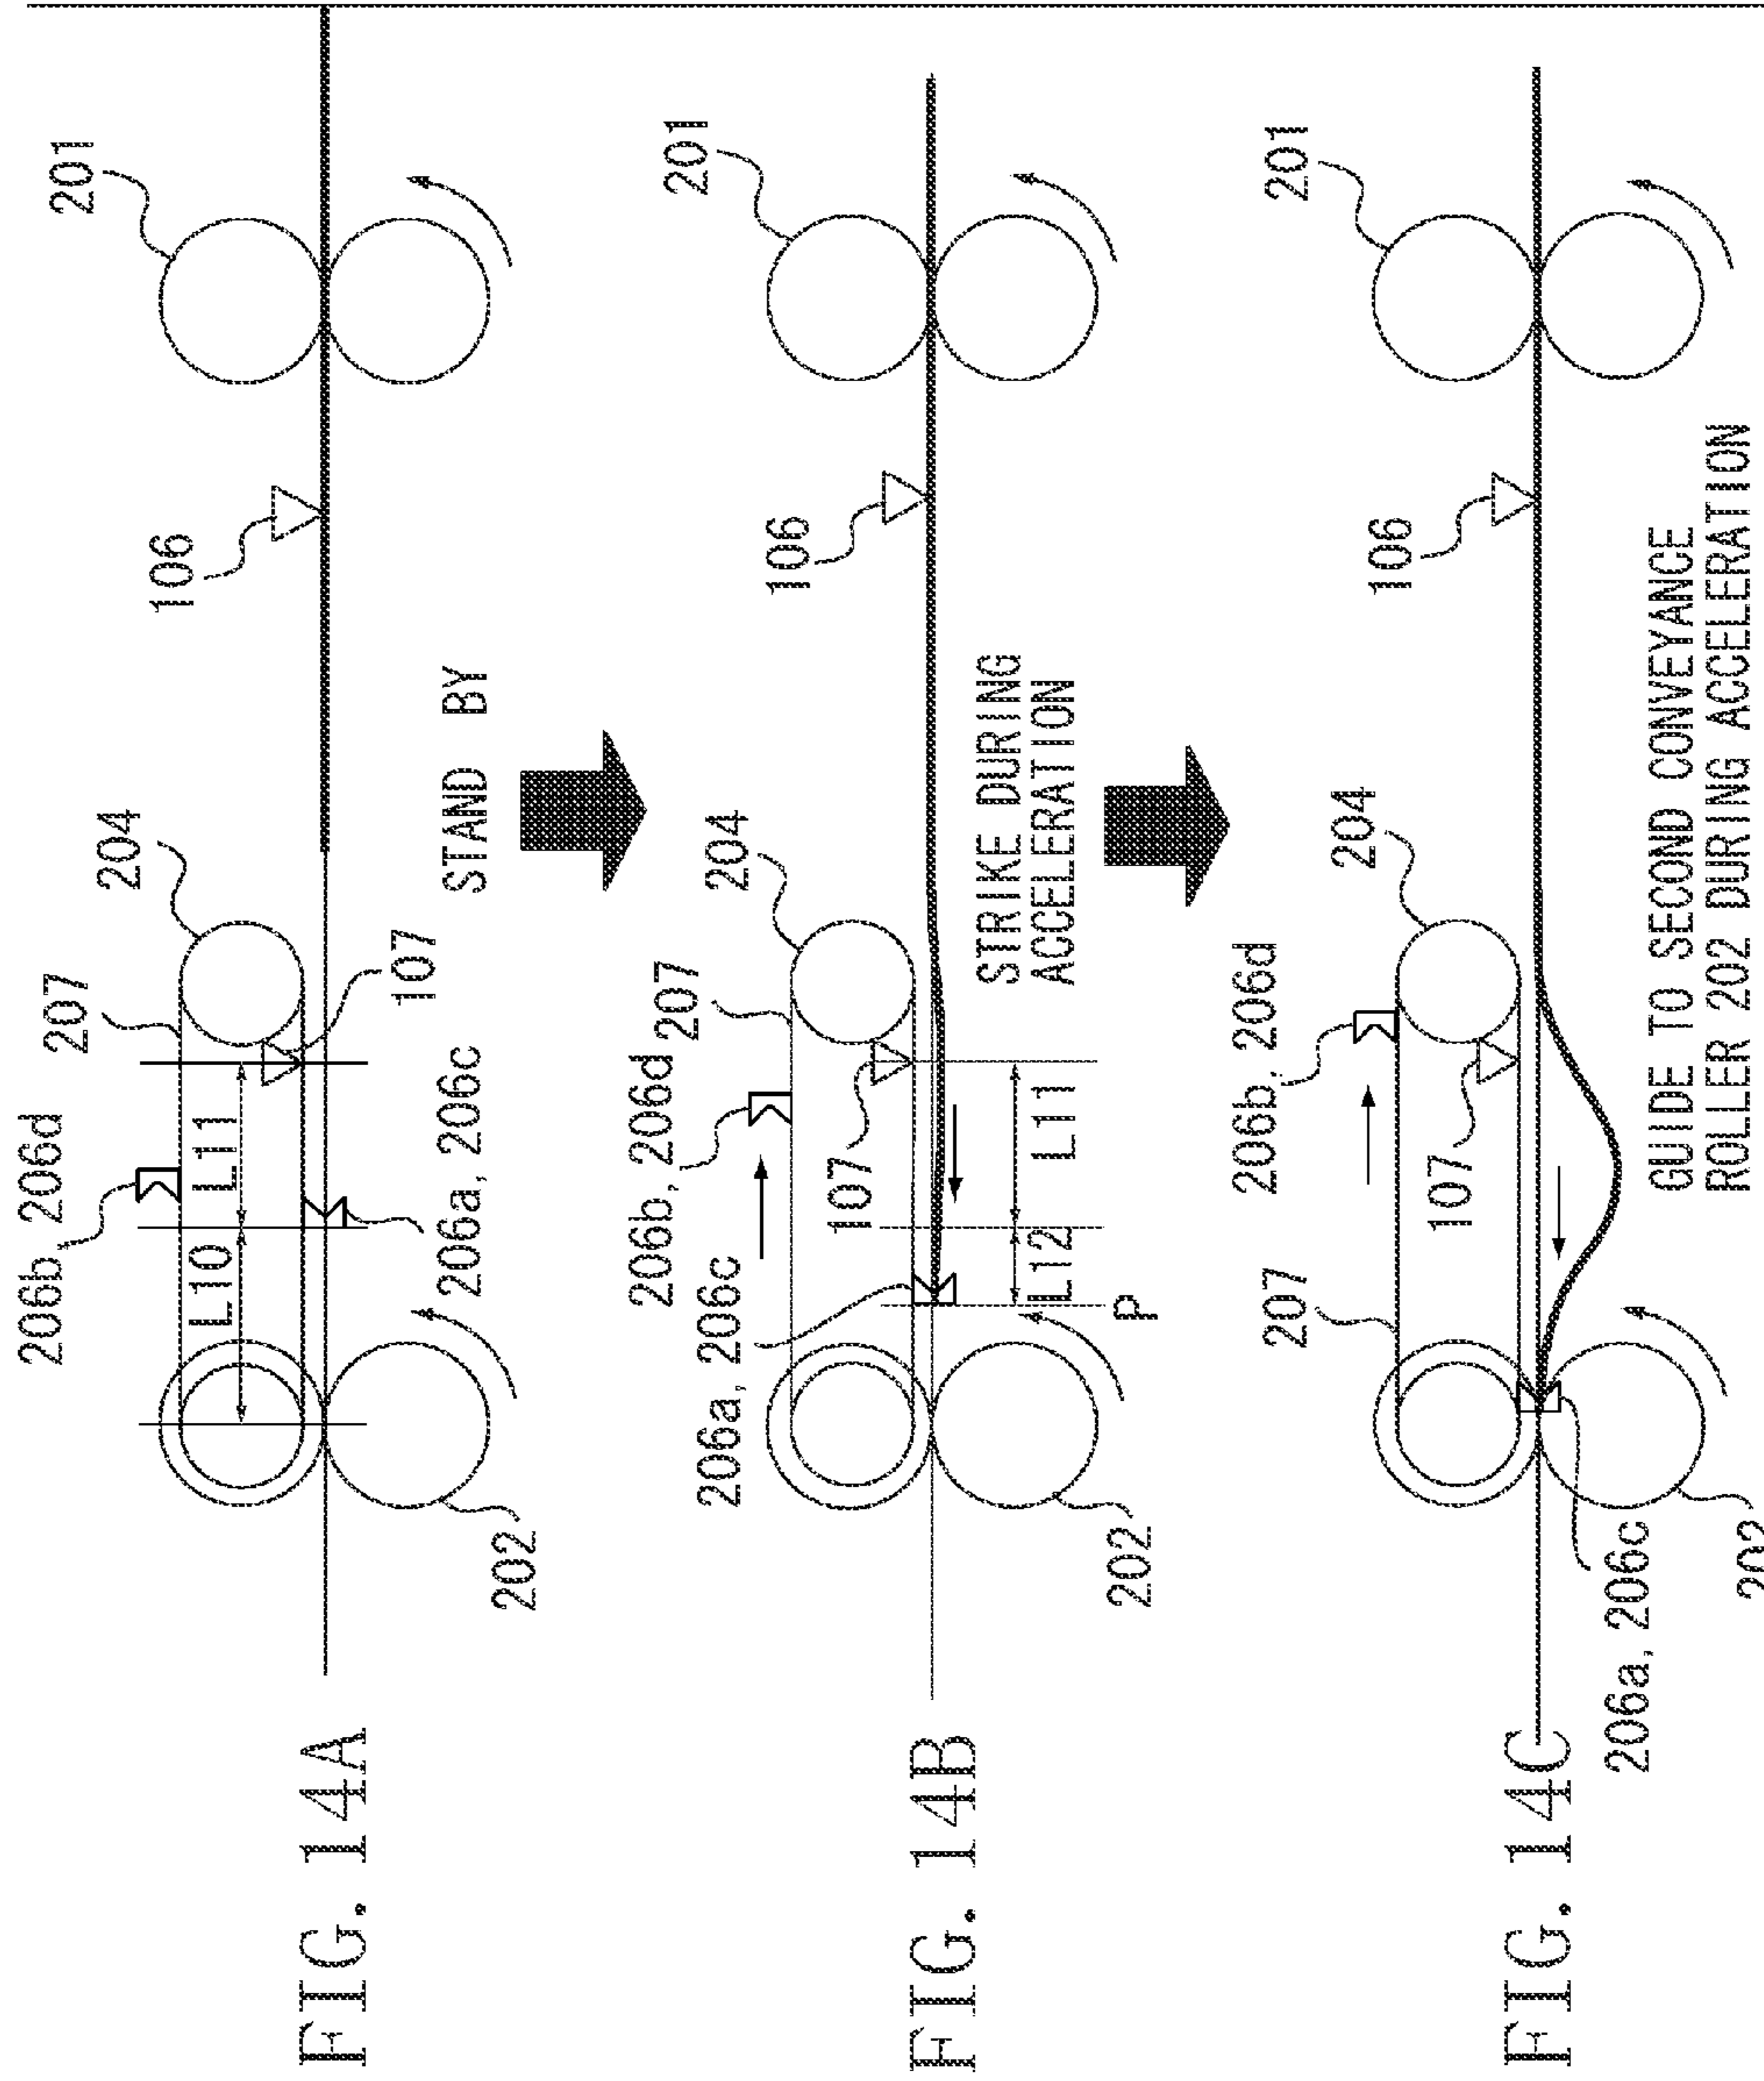 FIG. 14A
206b, 206d
207
204
106
201
L10
L11
107
206a, 206c
202
STAND BY
FIG. 14B
206a, 206c
206b, 206d
207
204
106
201
107
L12
L11
P
202
STRIKE DURING
ACCELERATION
FIG. 14C
207
206b, 206d
204
106
201
107
206a, 206c
202
GUIDE TO SECOND CONVEYANCE
ROLLER 202 DURING ACCELERATION